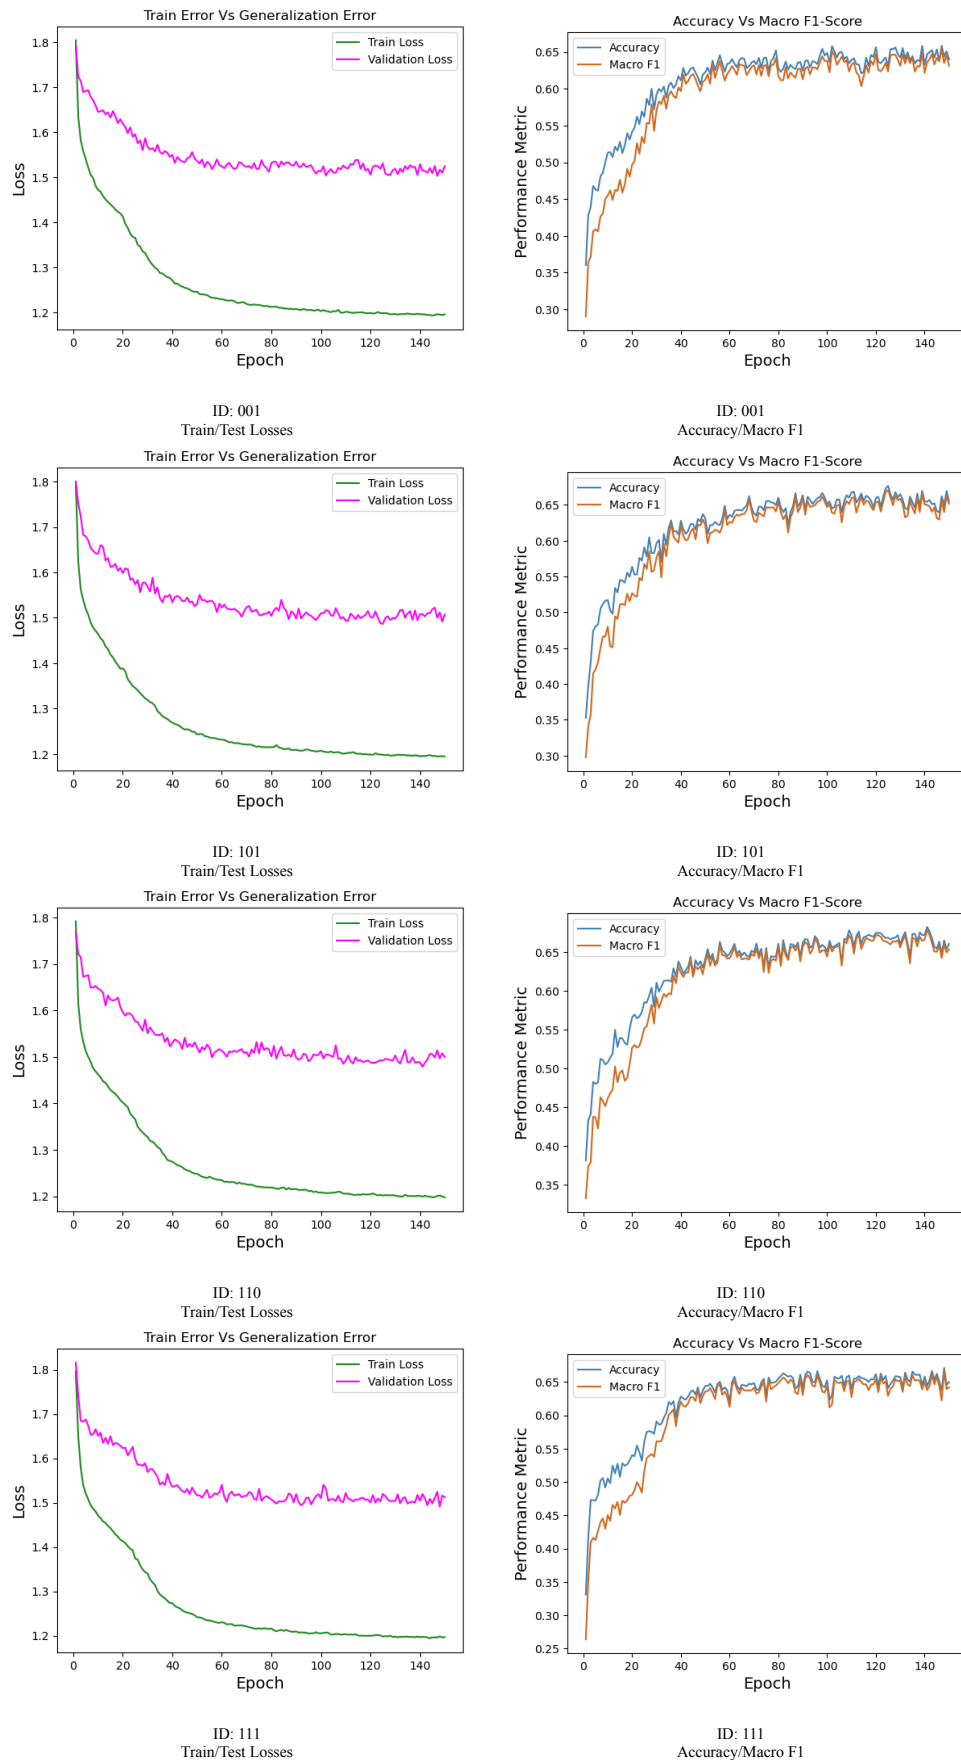 Train Error Vs Generalization Error
Train Loss
Validation Loss
1.8
1.7
1.6
1.5
1.4
1.3
1.2
Loss
0 20 40 60 80 100 120 140
Epoch
Accuracy Vs Macro F1-Score
Accuracy
Macro F1
0.65
0.60
0.55
0.50
0.45
0.40
0.35
0.30
Performance Metric
0 20 40 60 80 100 120 140
Epoch
ID: 001
Train/Test Losses
ID: 001
Accuracy/Macro F1
Train Error Vs Generalization Error
Train Loss
Validation Loss
1.8
1.7
1.6
1.5
1.4
1.3
1.2
Loss
0 20 40 60 80 100 120 140
Epoch
Accuracy Vs Macro F1-Score
Accuracy
Macro F1
0.65
0.60
0.55
0.50
0.45
0.40
0.35
0.30
Performance Metric
0 20 40 60 80 100 120 140
Epoch
ID: 101
Train/Test Losses
ID: 101
Accuracy/Macro F1
Train Error Vs Generalization Error
Train Loss
Validation Loss
1.8
1.7
1.6
1.5
1.4
1.3
1.2
Loss
0 20 40 60 80 100 120 140
Epoch
Accuracy Vs Macro F1-Score
Accuracy
Macro F1
0.65
0.60
0.55
0.50
0.45
0.40
0.35
Performance Metric
0 20 40 60 80 100 120 140
Epoch
ID: 110
Train/Test Losses
ID: 110
Accuracy/Macro F1
Train Error Vs Generalization Error
Train Loss
Validation Loss
1.8
1.7
1.6
1.5
1.4
1.3
1.2
Loss
0 20 40 60 80 100 120 140
Epoch
Accuracy Vs Macro F1-Score
Accuracy
Macro F1
0.65
0.60
0.55
0.50
0.45
0.40
0.35
0.30
0.25
Performance Metric
0 20 40 60 80 100 120 140
Epoch
ID: 111
Train/Test Losses
ID: 111
Accuracy/Macro F1